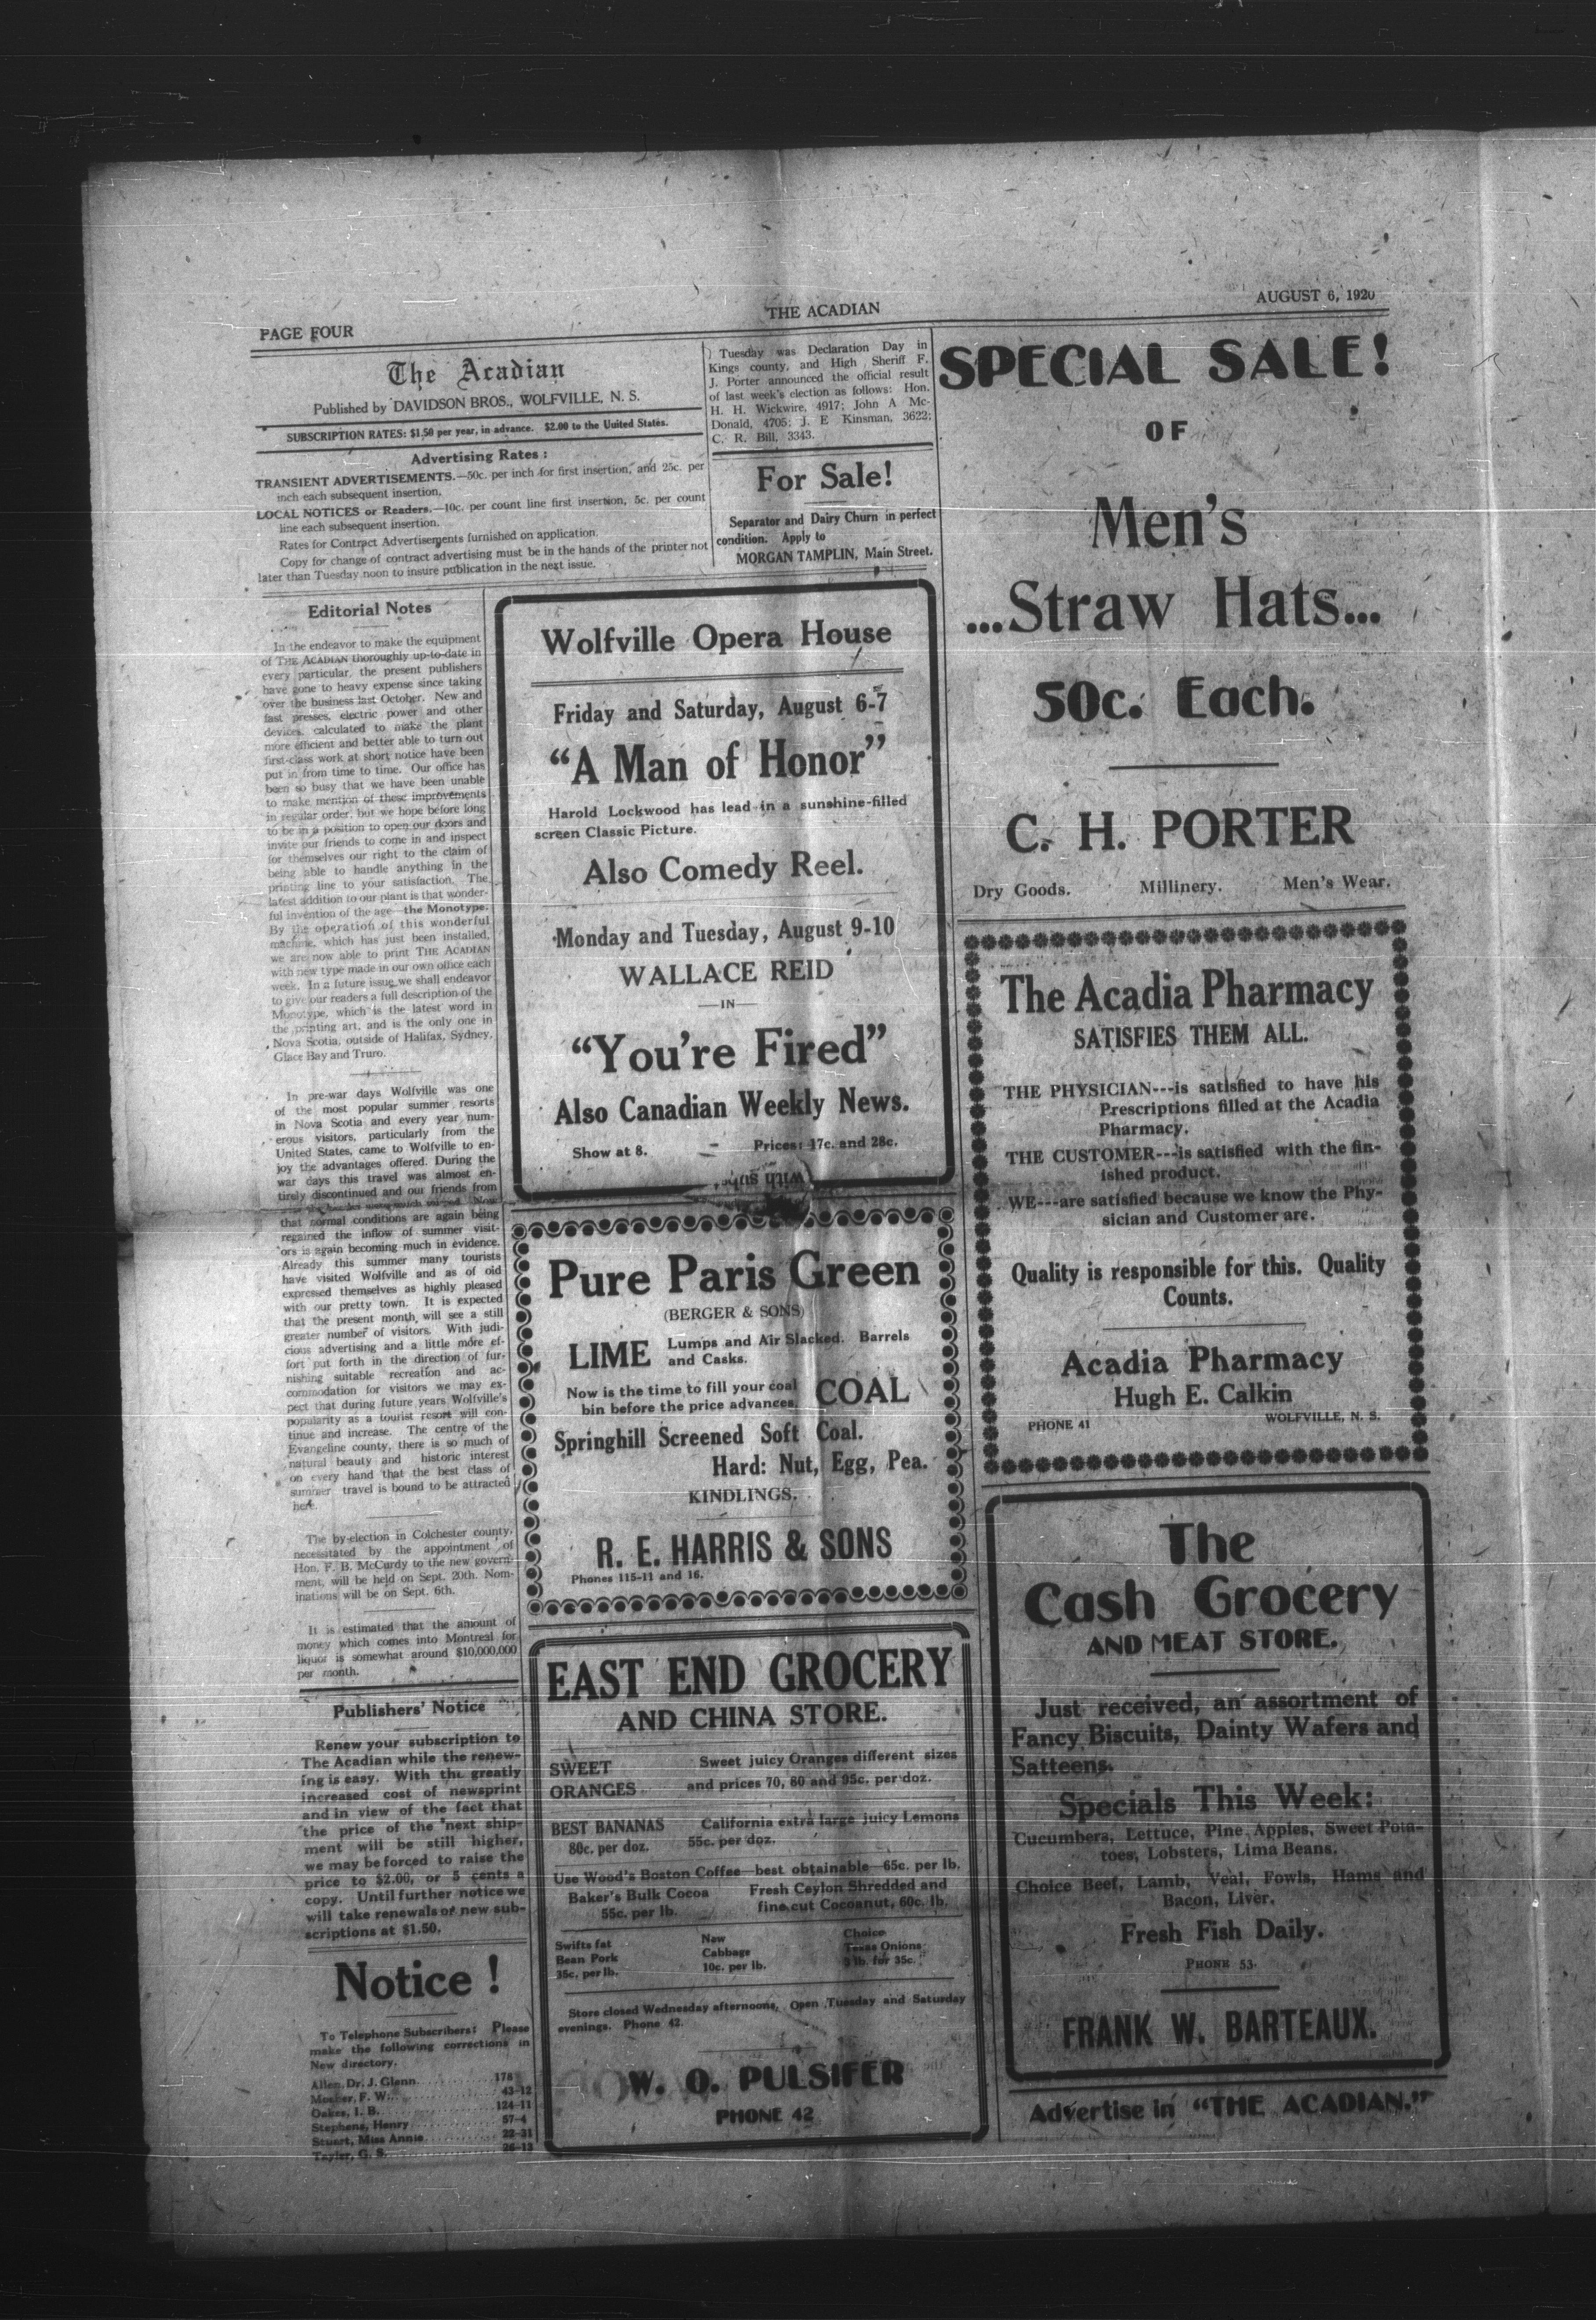 PAGE FOUR
THE ACADIAN
AUGUST 6, 1920
The Acadian
Published by DAVIDSON BROS., WOLFVILLE, N. S.
SUBSCRIPTION RATES: $1.50 per year, in advance. $2.00 to the United States.
Advertising Rates :
TRANSIENT ADVERTISEMENTS.—50c. per inch for first insertion, and 25c. per
inch each subsequent insertion.
LOCAL NOTICES or Readers.—10c. per count line first insertion, 5c. per count
line each subsequent insertion.
Rates for Contract Advertisements furnished on application.
Copy for change of contract advertising must be in the hands of the printer not
later than Tuesday noon to insure publication in the next issue.
Editorial Notes
In the endeavor to make the equipment
of THE ACADIAN thoroughly up-to-date in
every particular, the present publishers
have gone to heavy expense since taking
over the business last October. New and
fast presses, electric power and other
devices, calculated to make the plant
more efficient and better able to turn out
first-class work at short notice have been
put in from time to time. Our office has
been so busy that we have been unable
to make mention of these improvements
in regular order, but we hope before long
to be in a position to open our doors and
invite our friends to come in and inspect
for themselves our right to the claim of
being able to handle anything in the
printing line to your satisfaction. The
latest addition to our plant is that wonder-
ful invention of the age—the Monotype.
By the operation of this wonderful
machine, which has just been installed,
we are now able to print THE ACADIAN
with new type made in our own office each
week. In a future issue we shall endeavor
to give our readers a full description of the
Monotype, which is the latest word in
the printing art, and is the only one in
Nova Scotia, outside of Halifax, Sydney,
Glace Bay and Truro.
In pre-war days Wolfville was one
of the most popular summer resorts
in Nova Scotia and every year num-
erous visitors, particularly from the
United States, came to Wolfville to en-
joy the advantages offered. During the
war days this travel was almost en-
tirely discontinued and our friends from
Now
that normal conditions are again being
regained the inflow of summer visit-
ors is again becoming much in evidence.
Already this summer many tourists
have visited Wolfville and as of old
expressed themselves as highly pleased
with our pretty town. It is expected
that the present month will see a still
greater number of visitors. With judi-
cious advertising and a little more ef-
fort put forth in the direction of fur-
nishing suitable recreation and ac-
commodation for visitors we may ex-
pect that during future years Wolfville's
popularity as a tourist resort will con-
tinue and increase. The centre of the
Evangeline county, there is so much of
natural beauty and historic interest
on every hand that the best class of
summer travel is bound to be attracted
here.
The by-election in Colchester county,
necessitated by the appointment of
Hon. F. B. McCurdy to the new govern-
ment, will be held on Sept. 20th. Nom-
inations will be on Sept. 6th.
It is estimated that the amount of
money which comes into Montreal for
liquor is somewhat around $10,000,000
per month.
Publishers' Notice
Renew your subscription to
The Acadian while the renew-
ing is easy. With the greatly
increased cost of newsprint
and in view of the fact that
the price of the next ship-
ment will be still higher,
we may be forced to raise the
price to $2.00, or 5 cents a
copy. Until further notice we
will take renewals or new sub-
scriptions at $1.50.
Notice !
To Telephone Subscribers: Please
make the following corrections in
New directory.
Allen, Dr. J. Glenn 178
F. W. 43-12
Oakes, I. B. 124-11
Stephens, Henry 57-4
Stuart, Miss Annie 22-31
Taylor, G. S. 26-13
Tuesday was Declaration Day in
Kings county, and High Sheriff F.
J. Porter announced the official result
of last week's election as follows: Hon.
H. H. Wickwire, 4917; John A Mc-
Donald, 4705; J. E Kinsman, 3622;
C. R. Bill, 3343.
For Sale!
Separator and Dairy Churn in perfect
condition. Apply to
MORGAN TAMPLIN, Main Street.
Wolfville Opera House
Friday and Saturday, August 6-7
"A Man of Honor"
Harold Lockwood has lead in a sunshine-filled
screen Classic Picture.
Also Comedy Reel.
Monday and Tuesday, August 9-10
WALLACE REID
—IN—
"You're Fired"
Also Canadian Weekly News.
Show at 8. – Prices: 17c. and 28c.
Pure Paris Green
(BERGER & SONS)
LIME Lumps and Air Slacked. Barrels
and Casks.
Now is the time to fill your coal
bin before the price advances. COAL
Springhill Screened Soft Coal.
Hard: Nut, Egg, Pea.
KINDLINGS.
R. E. HARRIS & SONS
Phones 115-11 and 16.
EAST END GROCERY
AND CHINA STORE.
SWEET ORANGES
Sweet juicy Oranges different sizes
and prices 70, 80 and 95c. per doz.
BEST BANANAS
80c. per doz.
California extra large juicy Lemons
55c. per doz.
Use Wood's Boston Coffee—best obtainable—65c. per lb.
Baker's Bulk Cocoa
55c. per lb.
Fresh Ceylon Shredded and
fine cut Cocoanut, 60c. lb.
Swifts fat
Bean Pork
35c. per lb.
New
Cabbage
10c. per lb.
Choice
Texas Onions
lb. for 35c.
Store closed Wednesday afternoons, Open Tuesday and Saturday
evenings. Phone 42.
W. O. PULSIFER
PHONE 42
SPECIAL SALE!
OF
Men's
...Straw Hats...
50c. Each.
C. H. PORTER
Dry Goods. Millinery. Men's Wear.
The Acadia Pharmacy
SATISFIES THEM ALL.
THE PHYSICIAN---is satisfied to have his
Prescriptions filled at the Acadia
Pharmacy.
THE CUSTOMER---is satisfied with the fin-
ished product.
WE---are satisfied because we know the Phy-
sician and Customer are.
Quality is responsible for this. Quality
Counts.
Acadia Pharmacy
Hugh E. Calkin
PHONE 41 WOLFVILLE, N. S.
The
Cash Grocery
AND MEAT STORE.
Just received, an assortment of
Fancy Biscuits, Dainty Wafers and
Satteens.
Specials This Week:
Cucumbers, Lettuce, Pine Apples, Sweet Pota-
toes, Lobsters, Lima Beans.
Choice Beef, Lamb, Veal, Fowls, Hams and
Bacon, Liver.
Fresh Fish Daily.
PHONE 53.
FRANK W. BARTEAUX.
Advertise in "THE ACADIAN."